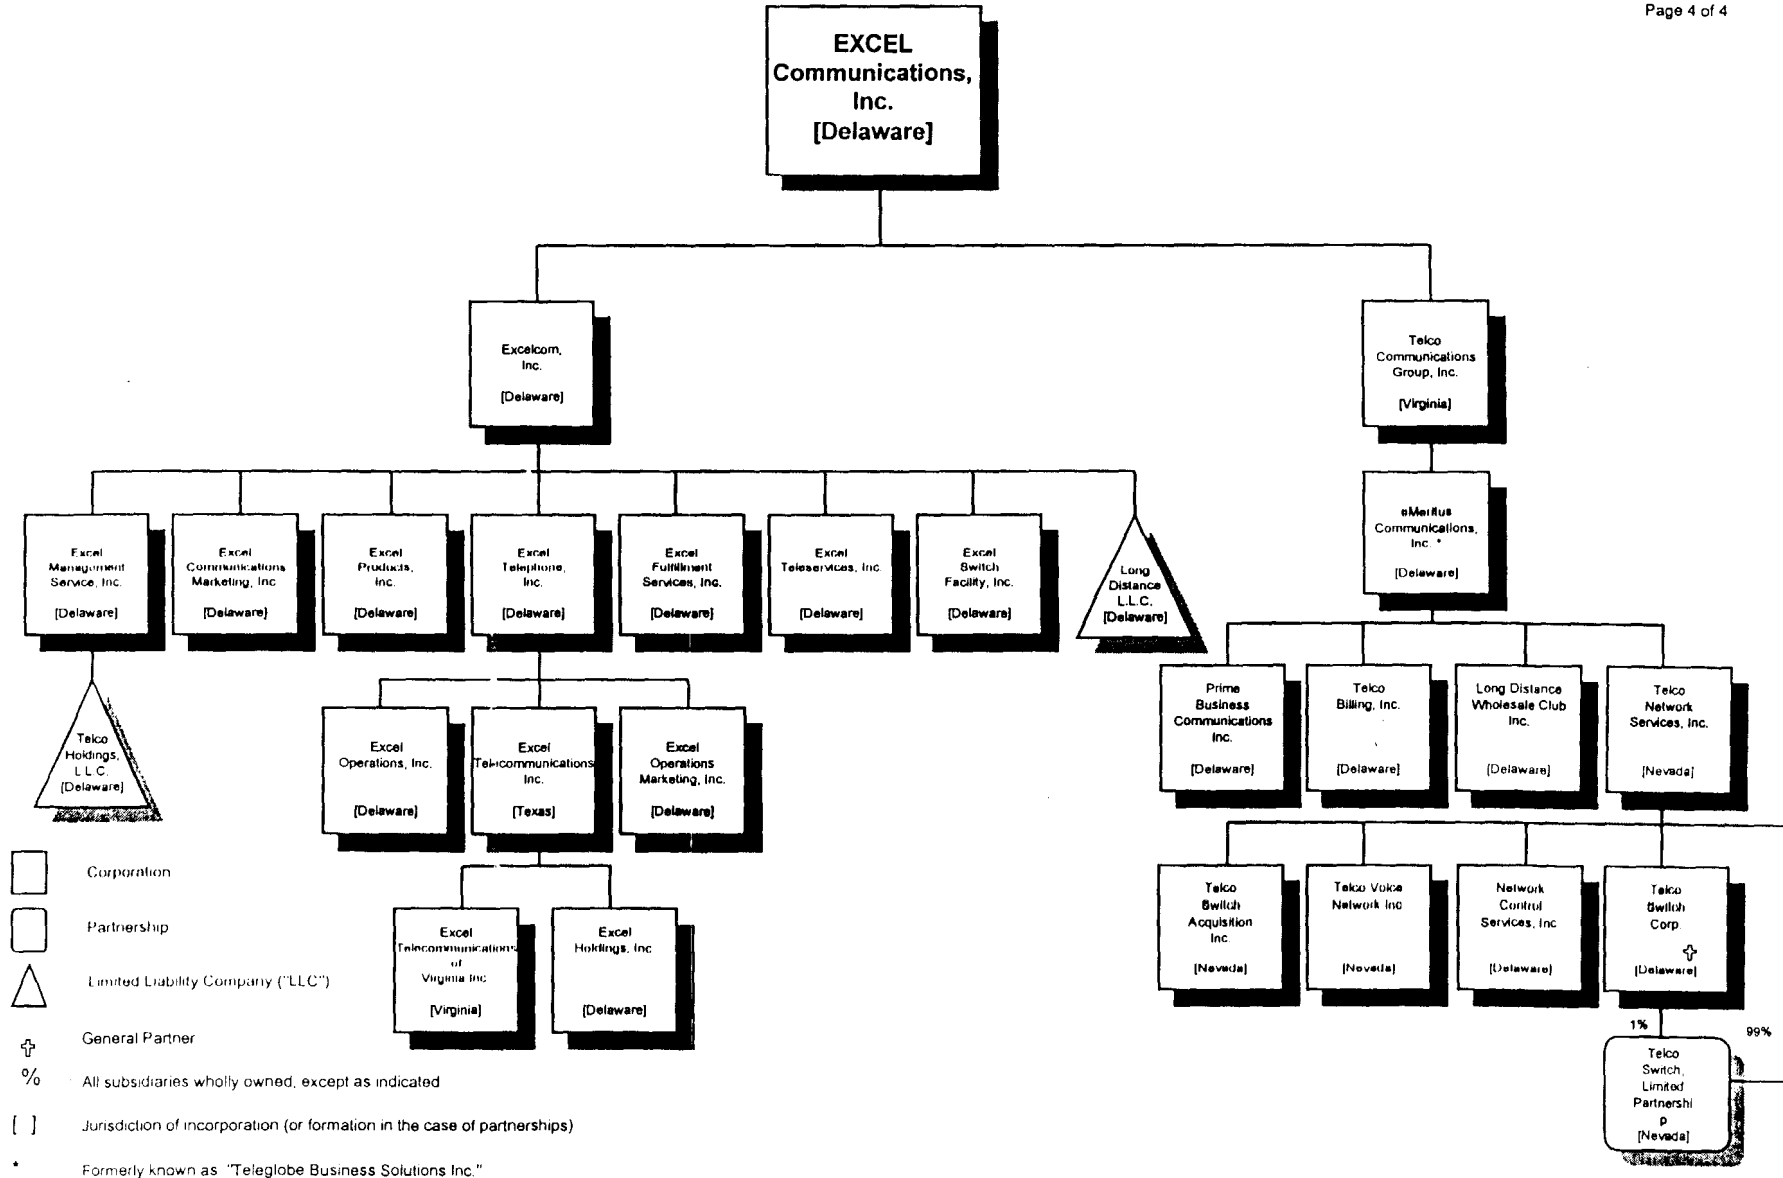 Page 4 of 4
EXCEL
Communications,
Inc.
[Delaware]
Excelcom,
Inc.
[Delaware]
Telco
Communications
Group, Inc.
[Virginia]
eMeritus
Communications,
Inc. *
[Delaware]
Excel
Management
Service, Inc.
[Delaware]
Excel
Communications
Marketing, Inc
[Delaware]
Excel
Products,
Inc.
[Delaware]
Excel
Telephone,
Inc.
[Delaware]
Excel
Fulfillment
Services, Inc.
[Delaware]
Excel
Teleservices, Inc.
[Delaware]
Excel
Switch
Facility, Inc.
[Delaware]
Long
Distance
L.L.C.
[Delaware]
Telco
Holdings,
L.L.C.
[Delaware]
Excel
Operations, Inc.
[Delaware]
Excel
Telecommunications
Inc.
[Texas]
Excel
Operations
Marketing, Inc.
[Delaware]
Prime
Business
Communications
Inc.
[Delaware]
Telco
Billing, Inc.
[Delaware]
Long Distance
Wholesale Club
Inc.
[Delaware]
Telco
Network
Services, Inc.
[Nevada]
Excel
Telecommunications
of
Virginia Inc
[Virginia]
Excel
Holdings, Inc
[Delaware]
Telco
Switch
Acquisition
Inc.
[Nevada]
Telco Voice
Network Inc
[Nevada]
Network
Control
Services, Inc
[Delaware]
Telco
Switch
Corp.
[Delaware]
1%
99%
Telco
Switch,
Limited
Partnershi
p
[Nevada]
Corporation
Partnership
Limited Liability Company ("LLC")
General Partner
% All subsidiaries wholly owned, except as indicated
[ ] Jurisdiction of incorporation (or formation in the case of partnerships)
* Formerly known as "Teleglobe Business Solutions Inc."